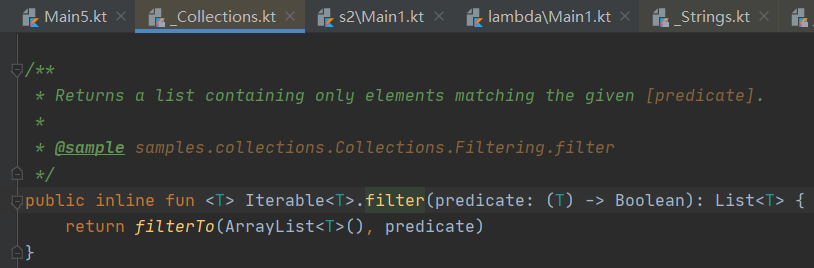 Main5.kt × _Collections.kt × s2\Main1.kt × lambda\Main1.kt × _Strings.kt ×
/**
 * Returns a list containing only elements matching the given [predicate].
 *
 * @sample samples.collections.Collections.Filtering.filter
 */
public inline fun <T> Iterable<T>.filter(predicate: (T) -> Boolean): List<T> {
    return filterTo(ArrayList<T>(), predicate)
}